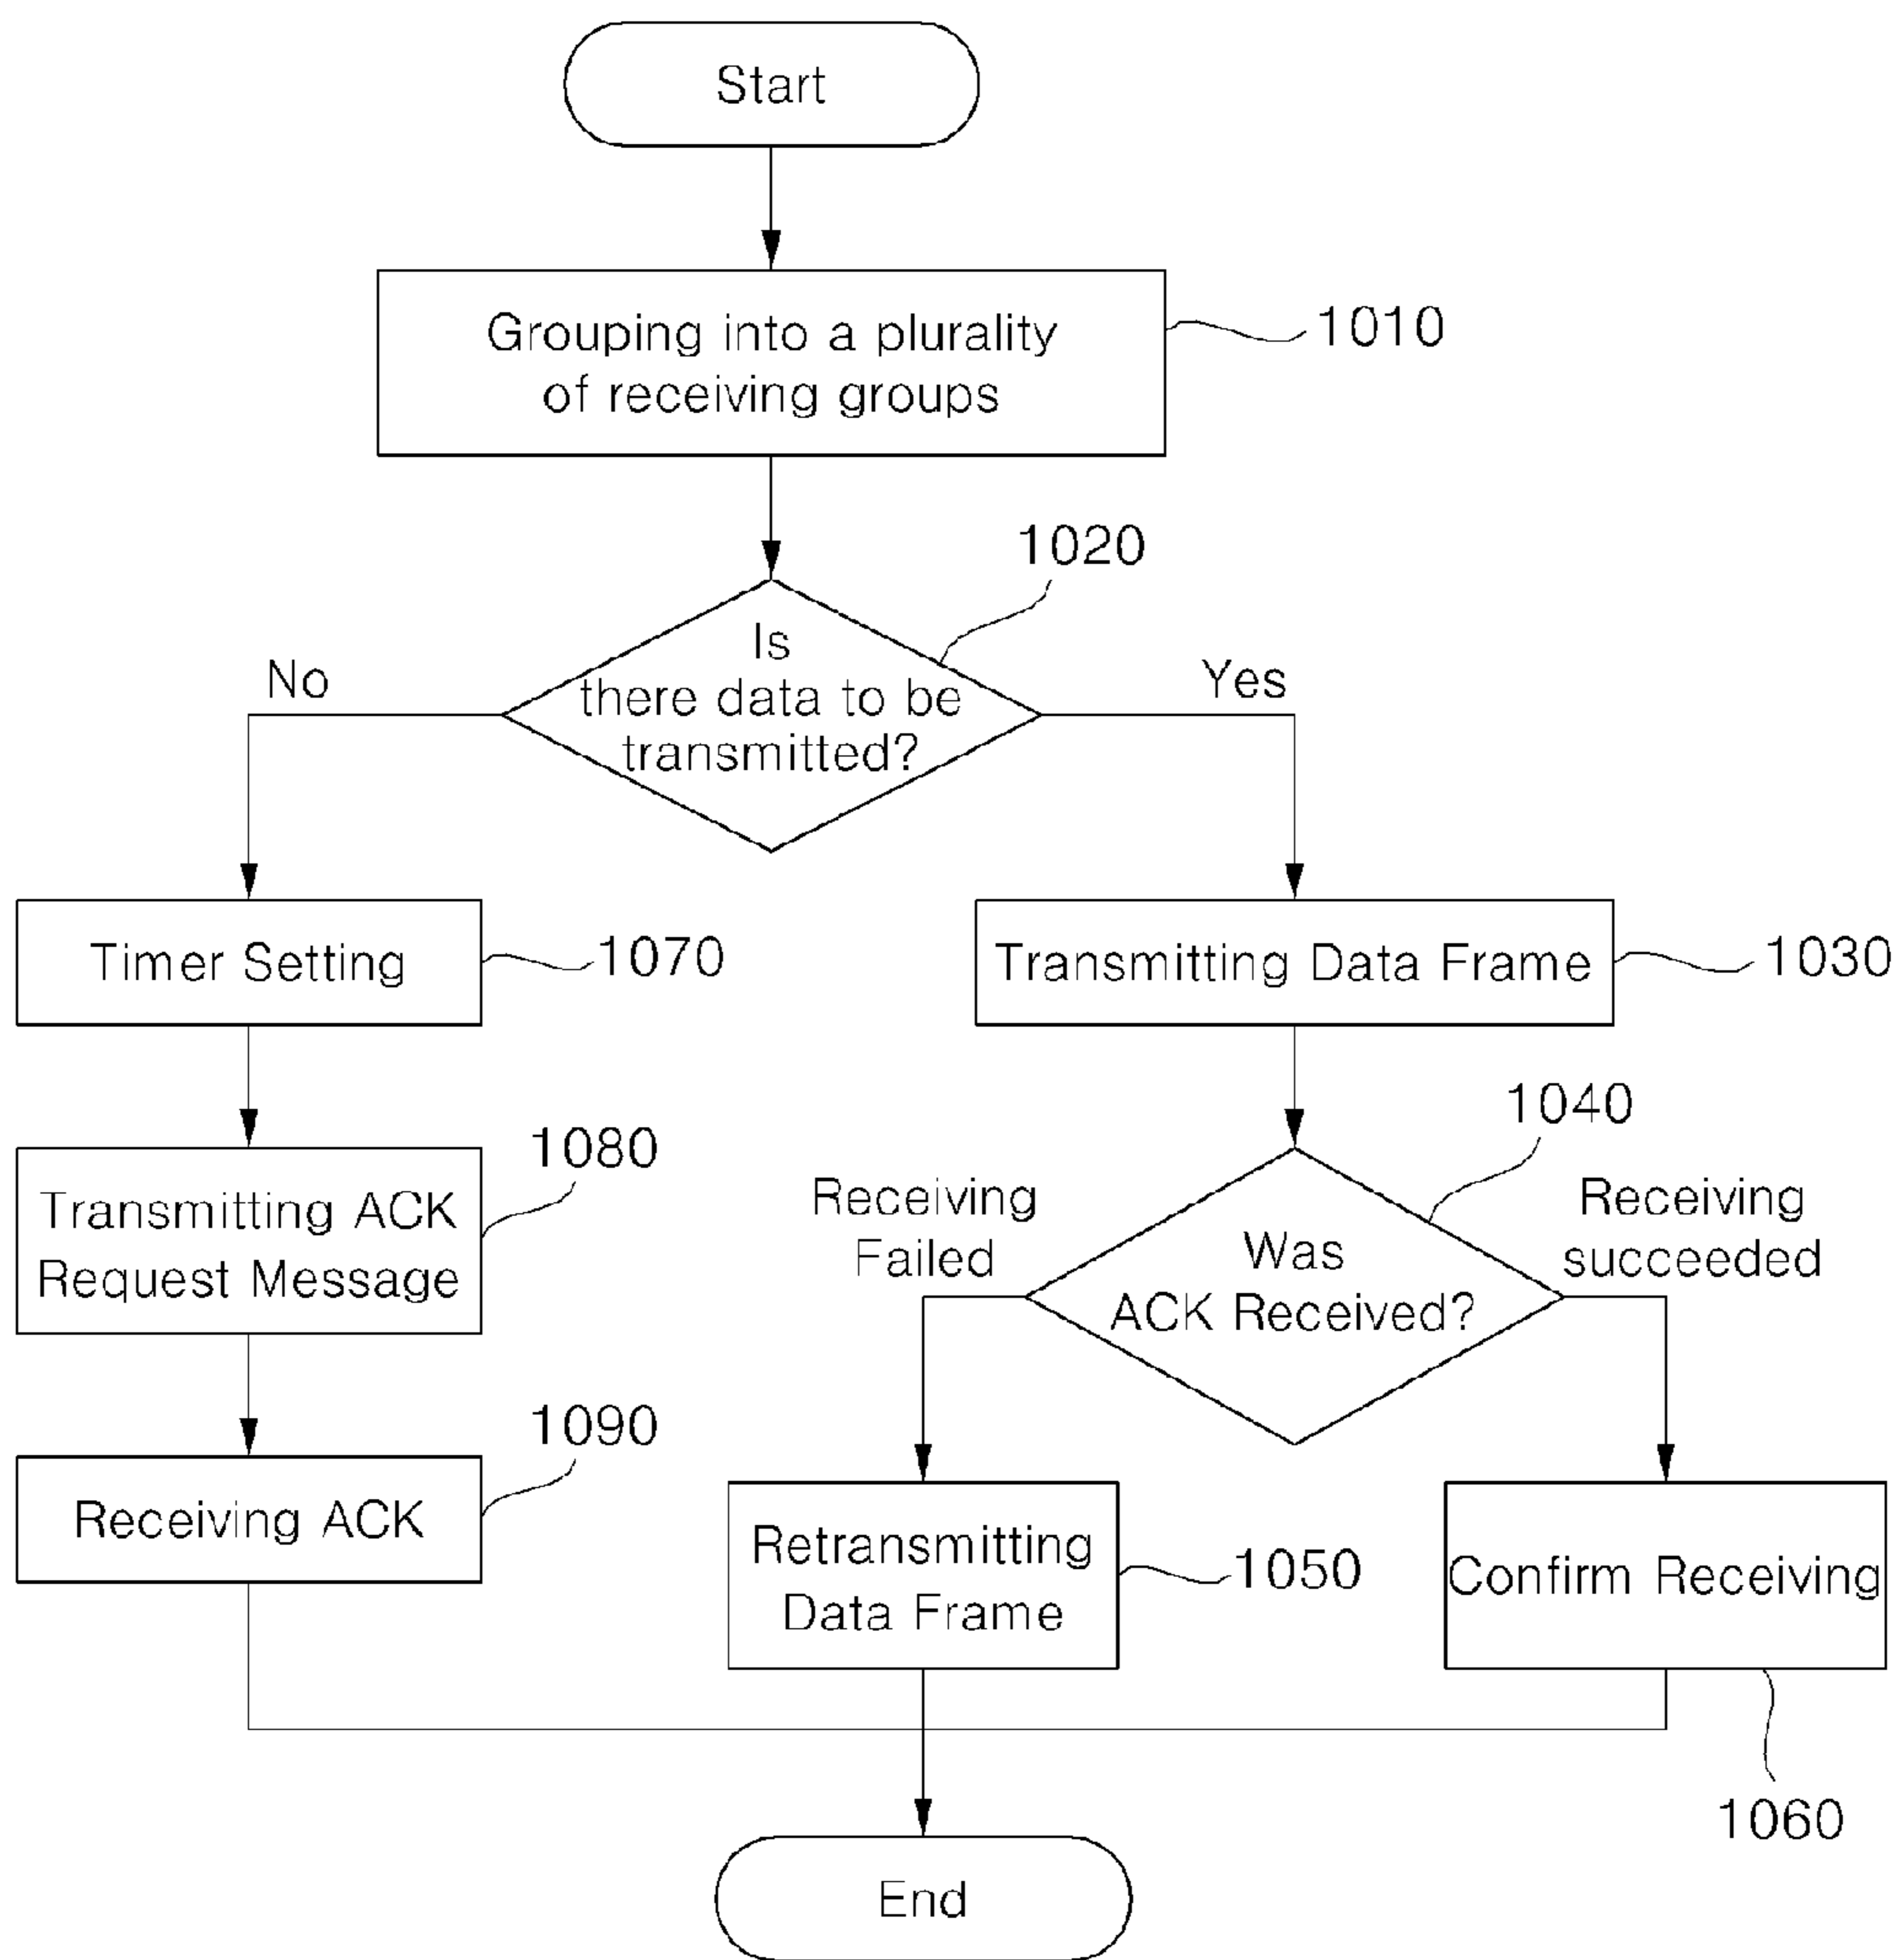 Start
Grouping into a plurality
of receiving groups
1010
1020
Is
there data to be
transmitted?
No
Yes
Timer Setting
1070
Transmitting Data Frame
1030
1040
1080
Transmitting ACK
Request Message
Receiving
Failed
Was
ACK Received?
Receiving
succeeded
1090
Receiving ACK
Retransmitting
Data Frame
1050
Confirm Receiving
1060
End